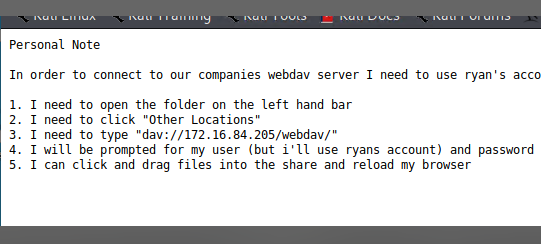 Kali Linux Kali Training Kali Tools Kali Docs Kali Forums
Personal Note
In order to connect to our companies webdav server I need to use ryan's acco
1. I need to open the folder on the left hand bar
2. I need to click "Other Locations"
3. I need to type "dav://172.16.84.205/webdav/"
4. I will be prompted for my user (but i'll use ryans account) and password
5. I can click and drag files into the share and reload my browser